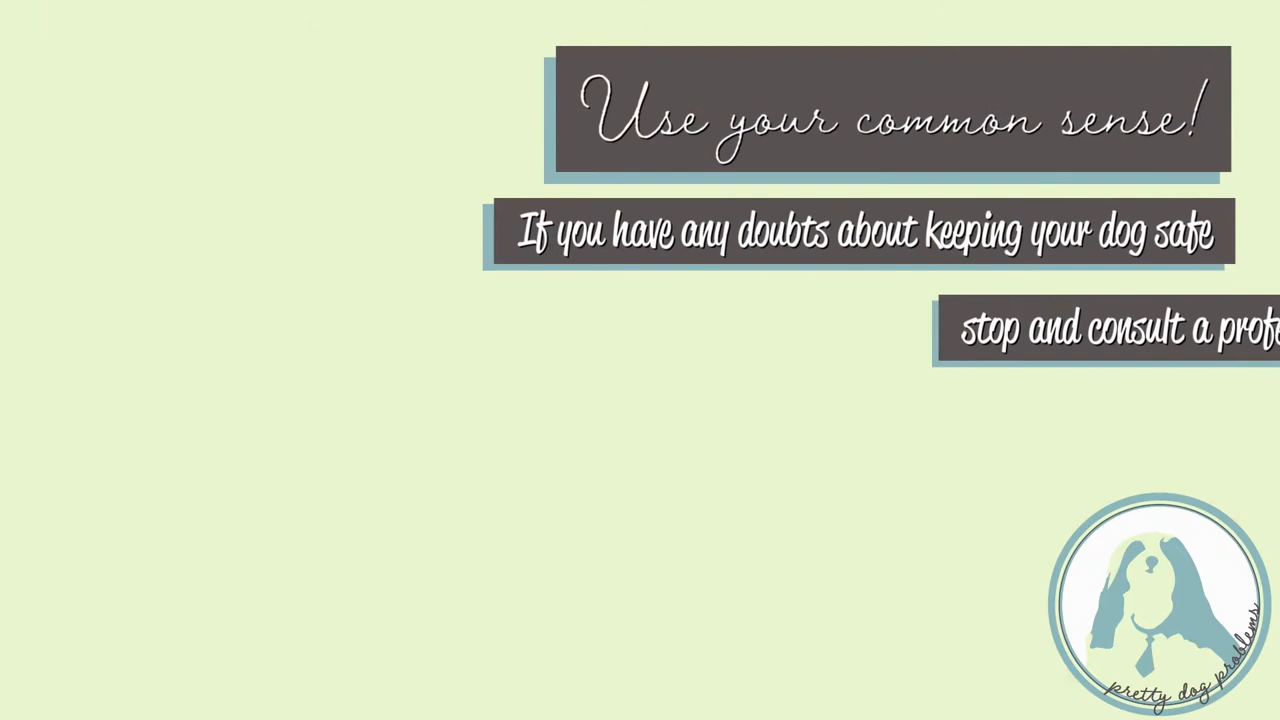 Use your common sense!
If you have any doubts about keeping your dog safe
stop and consult a
pretty dog problems